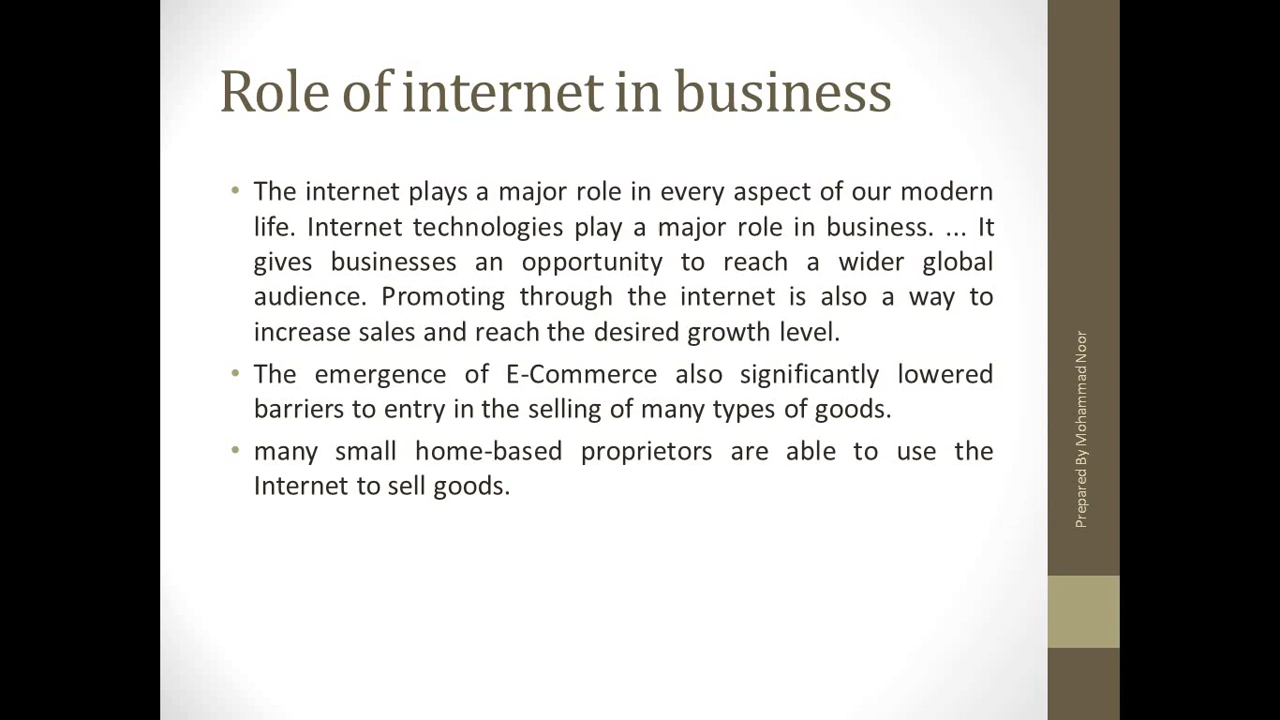 Role of internet in business
• The internet plays a major role in every aspect of our modern
life. Internet technologies play a major role in business. ... It
gives businesses an opportunity to reach a wider global
audience. Promoting through the internet is also a way to
increase sales and reach the desired growth level.
• The emergence of E-Commerce also significantly lowered
barriers to entry in the selling of many types of goods.
• many small home-based proprietors are able to use the
Internet to sell goods.
Prepared By Mohammad Noor